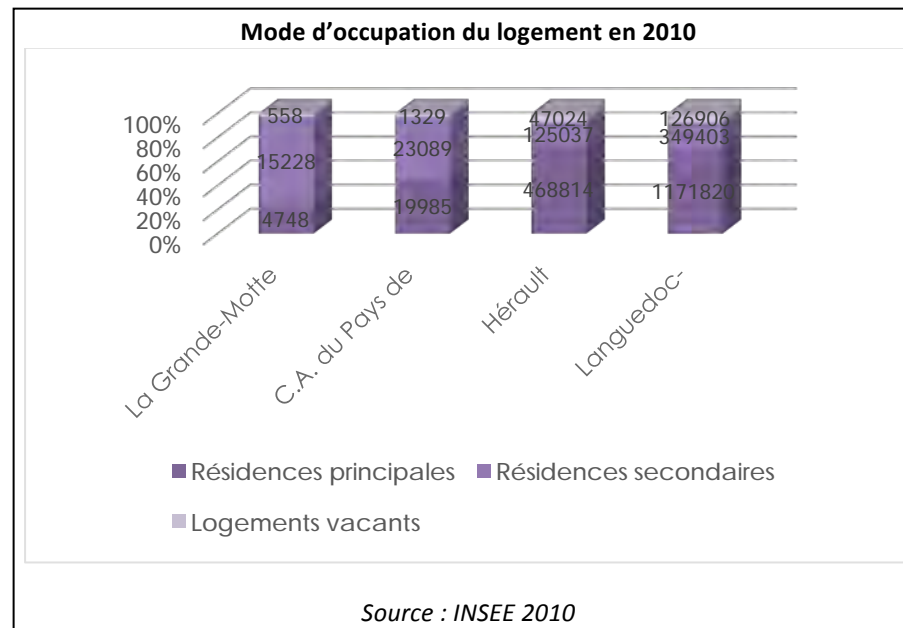 Mode d'occupation du logement en 2010
558 1329 47024 126906
100%
125037 349403
80%
23089
15228
60%
468814 1171820
40%
19985
20%
4748
0%
La Grande-Motte
C.A. du Pays de
Hérault
Languedoc-
Résidences principales Résidences secondaires
Logements vacants
Source : INSEE 2010